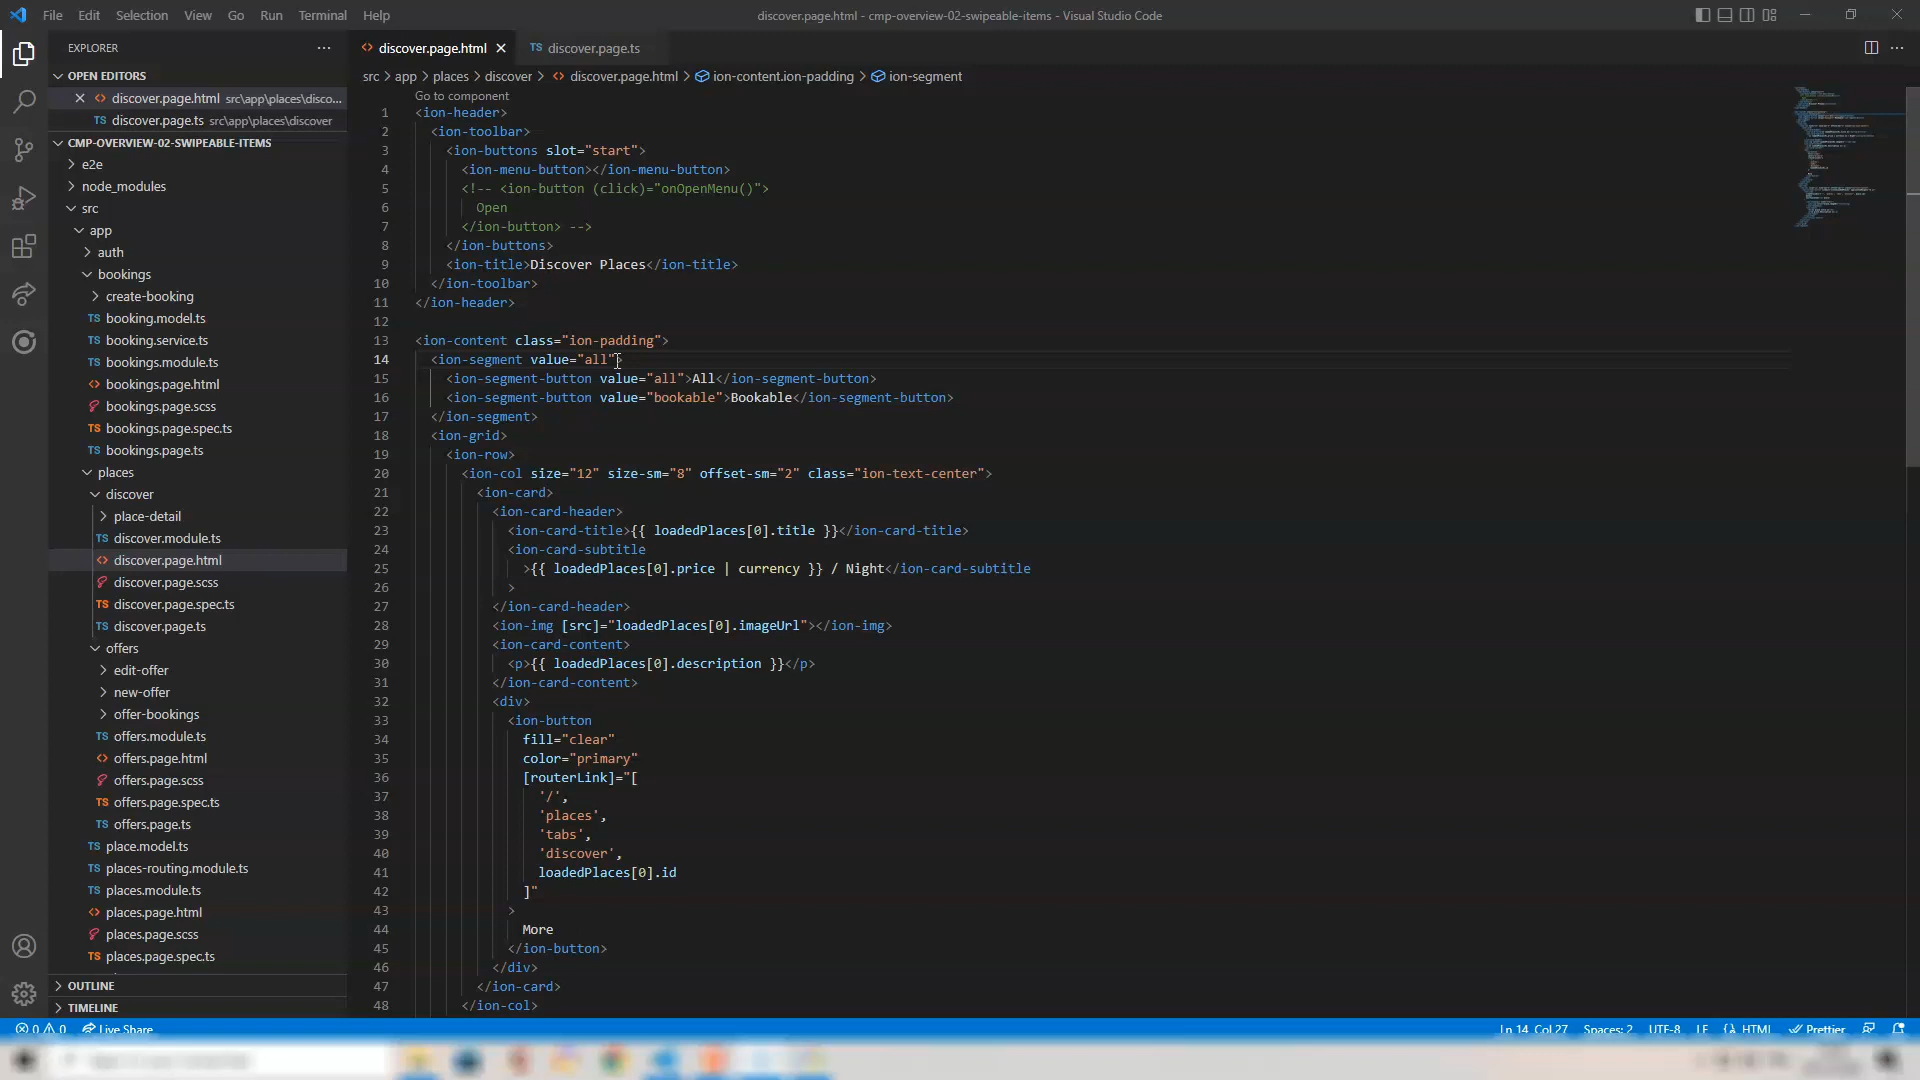 File Edit Selection View Go Run Terminal Help
discover.page.html - cmp-overview-02-swipeable-items - Visual Studio Code
EXPLORER
OPEN EDITORS
discover.page.html src\app\places\disco...
TS discover.page.ts src\app\places\discover
CMP-OVERVIEW-02-SWIPEABLE-ITEMS
e2e
node_modules
src
app
auth
bookings
create-booking
TS booking.model.ts
TS booking.service.ts
TS bookings.module.ts
bookings.page.html
bookings.page.scss
TS bookings.page.spec.ts
TS bookings.page.ts
places
discover
place-detail
TS discover.module.ts
discover.page.html
discover.page.scss
TS discover.page.spec.ts
TS discover.page.ts
offers
edit-offer
new-offer
offer-bookings
TS offers.module.ts
offers.page.html
offers.page.scss
TS offers.page.spec.ts
TS offers.page.ts
TS place.model.ts
TS places-routing.module.ts
TS places.module.ts
places.page.html
places.page.scss
TS places.page.spec.ts
OUTLINE
TIMELINE
discover.page.html
TS discover.page.ts
src > app > places > discover > discover.page.html > ion-content.ion-padding > ion-segment
Go to component
1 <ion-header>
2 <ion-toolbar>
3 <ion-buttons slot="start">
4 <ion-menu-button></ion-menu-button>
5 <!-- <ion-button (click)="onOpenMenu()">
6 Open
7 </ion-button> -->
8 </ion-buttons>
9 <ion-title>Discover Places</ion-title>
10 </ion-toolbar>
11 </ion-header>
12
13 <ion-content class="ion-padding">
14 <ion-segment value="all">
15 <ion-segment-button value="all">All</ion-segment-button>
16 <ion-segment-button value="bookable">Bookable</ion-segment-button>
17 </ion-segment>
18 <ion-grid>
19 <ion-row>
20 <ion-col size="12" size-sm="8" offset-sm="2" class="ion-text-center">
21 <ion-card>
22 <ion-card-header>
23 <ion-card-title>{{ loadedPlaces[0].title }}</ion-card-title>
24 <ion-card-subtitle
25 >{{ loadedPlaces[0].price | currency }} / Night</ion-card-subtitle
26 >
27 </ion-card-header>
28 <ion-img [src]="loadedPlaces[0].imageUrl"></ion-img>
29 <ion-card-content>
30 <p>{{ loadedPlaces[0].description }}</p>
31 </ion-card-content>
32 <div>
33 <ion-button
34 fill="clear"
35 color="primary"
36 [routerLink]="[
37 '/',
38 'places',
39 'tabs',
40 'discover',
41 loadedPlaces[0].id
42 ]"
43 >
44 More
45 </ion-button>
46 </div>
47 </ion-card>
48 </ion-col>
0 0 Live Share
Ln 14, Col 27 Spaces: 2 UTF-8 LF HTML Prettier